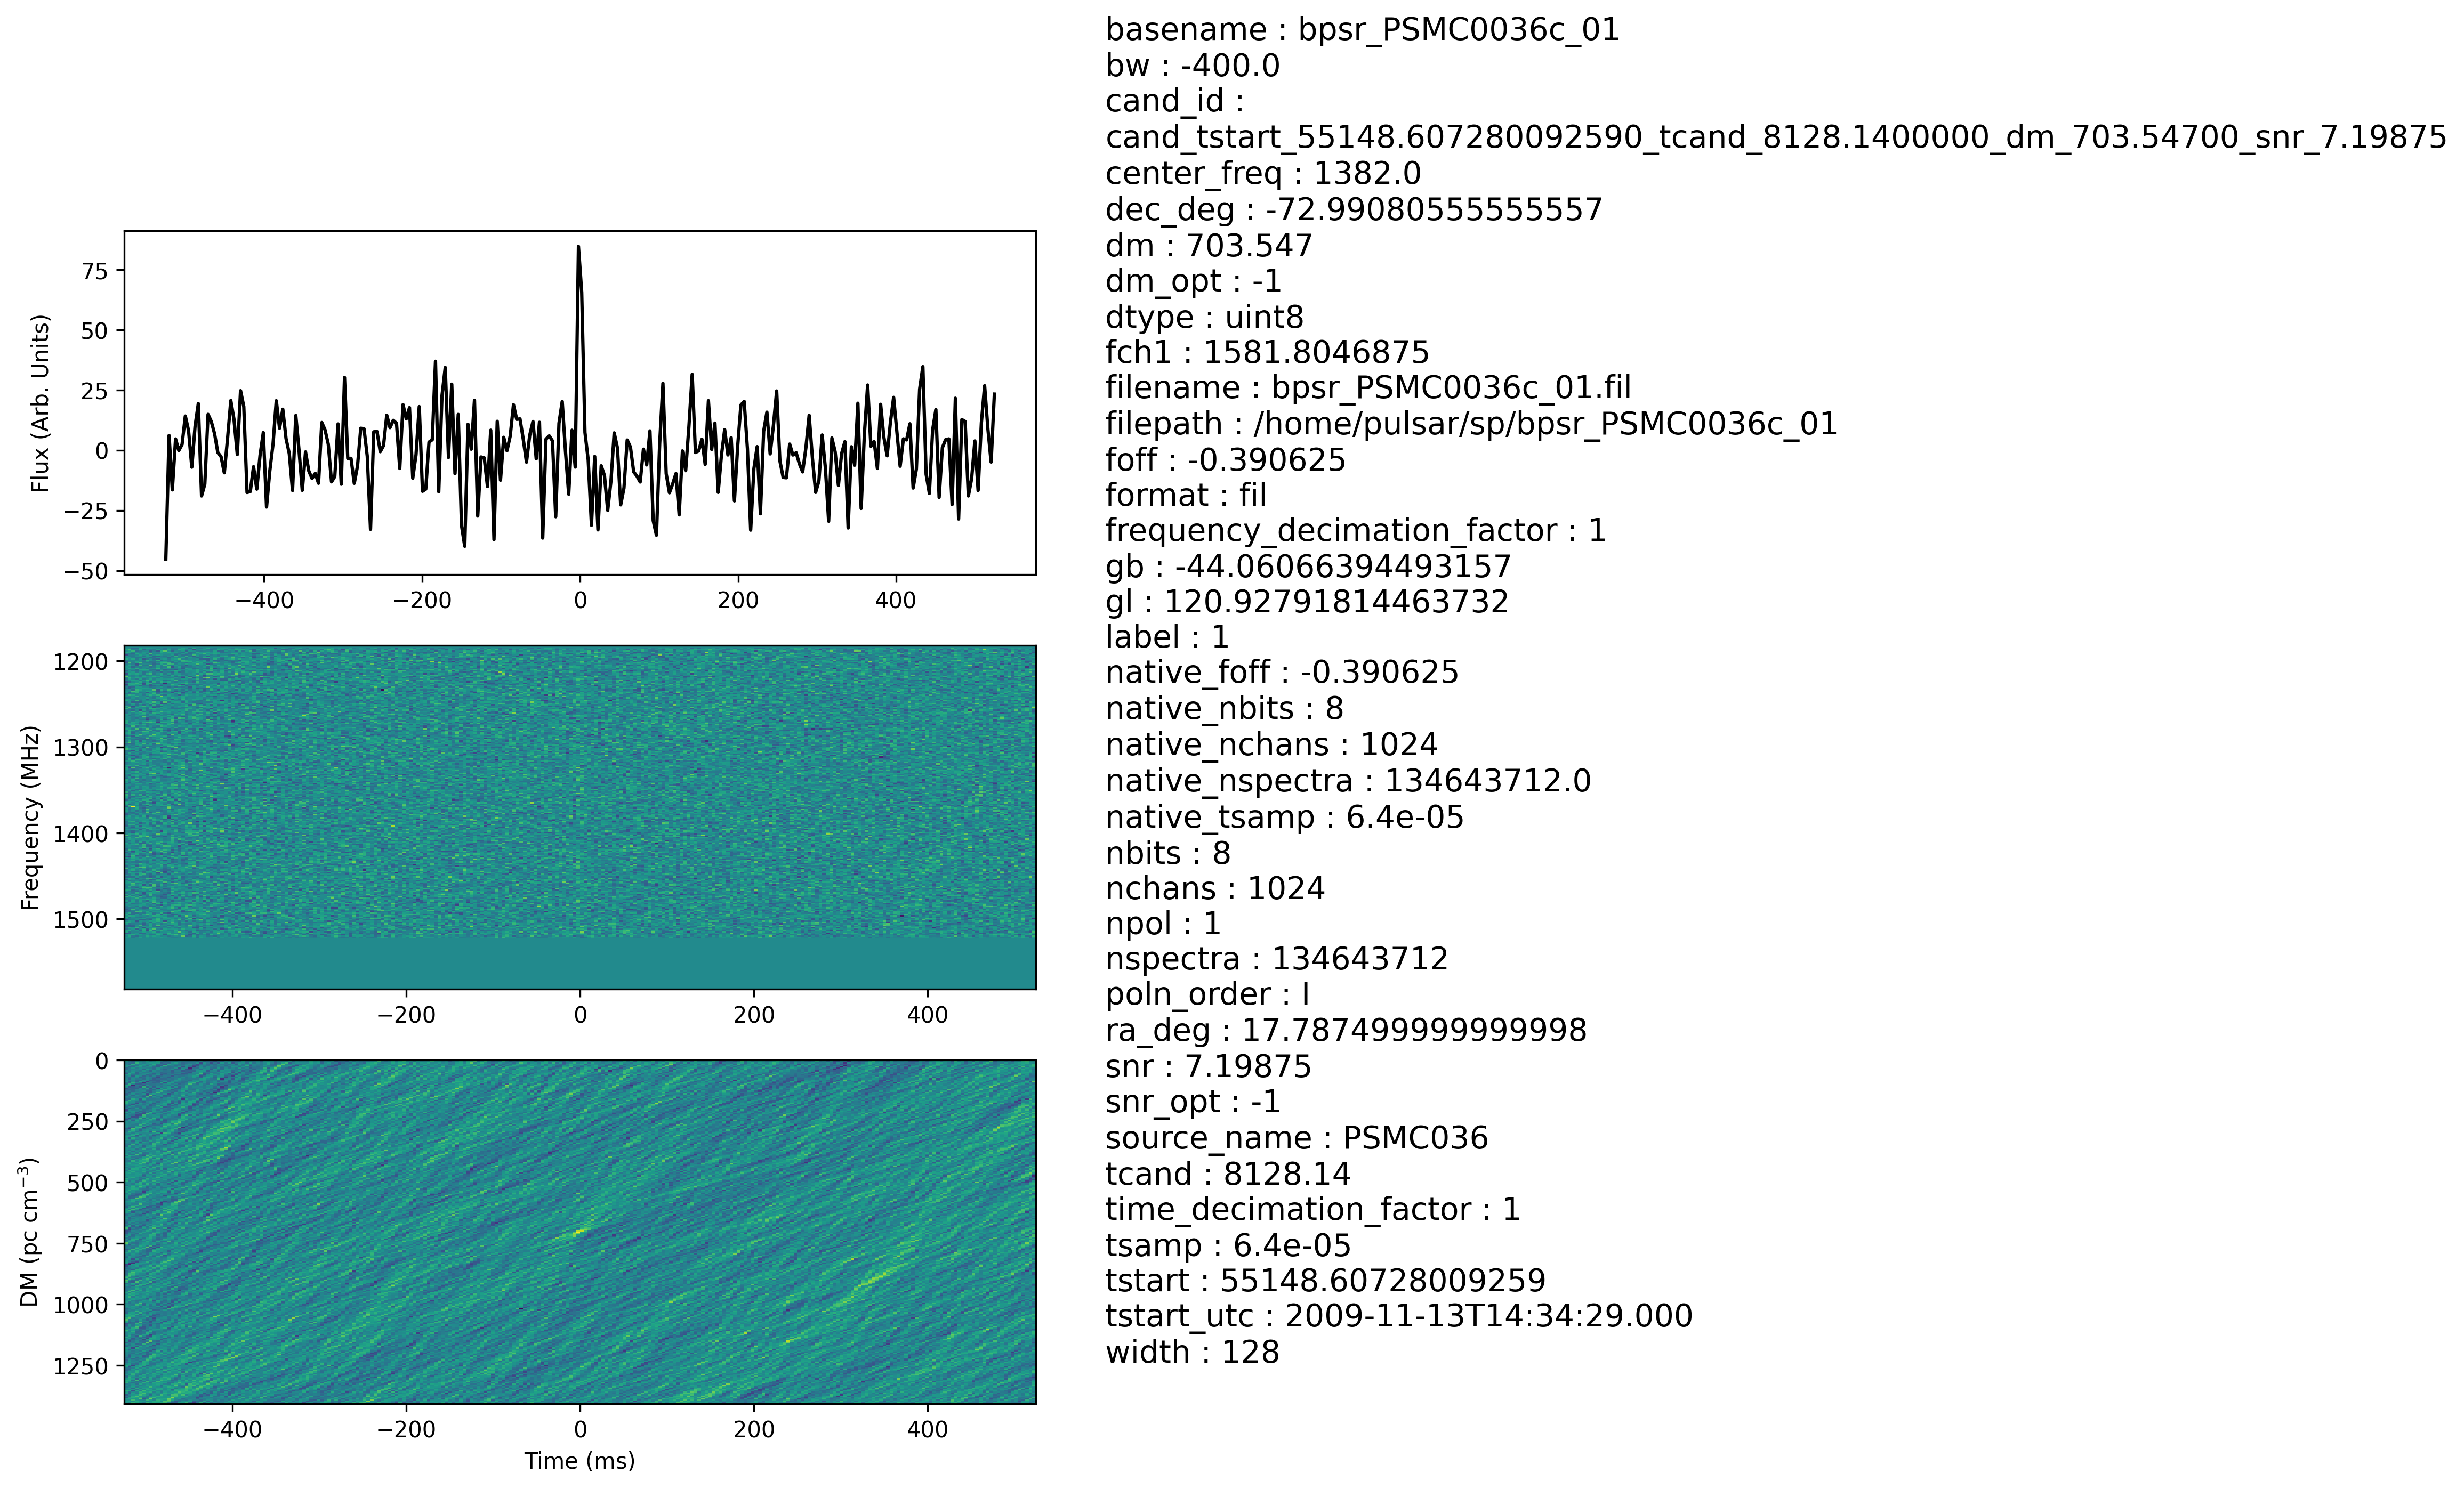 basename : bpsr_PSMC0036c_01
bw : -400.0
cand_id :
cand_tstart_55148.607280092590_tcand_8128.1400000_dm_703.54700_snr_7.19875
center_freq : 1382.0
dec_deg : -72.99080555555557
dm : 703.547
dm_opt : -1
dtype : uint8
fch1 : 1581.8046875
filename : bpsr_PSMC0036c_01.fil
filepath : /home/pulsar/sp/bpsr_PSMC0036c_01
foff : -0.390625
format : fil
frequency_decimation_factor : 1
gb : -44.06066394493157
gl : 120.92791814463732
label : 1
native_foff : -0.390625
native_nbits : 8
native_nchans : 1024
native_nspectra : 134643712.0
native_tsamp : 6.4e-05
nbits : 8
nchans : 1024
npol : 1
nspectra : 134643712
poln_order : I
ra_deg : 17.787499999999998
snr : 7.19875
snr_opt : -1
source_name : PSMC036
tcand : 8128.14
time_decimation_factor : 1
tsamp : 6.4e-05
tstart : 55148.60728009259
tstart_utc : 2009-11-13T14:34:29.000
width : 128
Flux (Arb. Units)
75
50
25
0
−25
−50
−400 −200 0 200 400
Frequency (MHz)
1200
1300
1400
1500
−400 −200 0 200 400
DM (pc cm⁻³)
0
250
500
750
1000
1250
−400 −200 0 200 400
Time (ms)